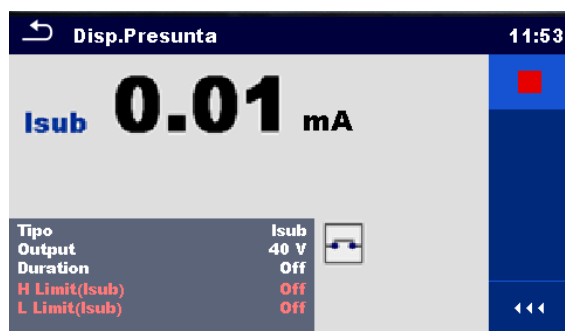 Disp.Presunta 11:53
Isub 0.01 mA
Tipo Isub
Output 40 V
Duration Off
H Limit(Isub) Off
L Limit(Isub) Off